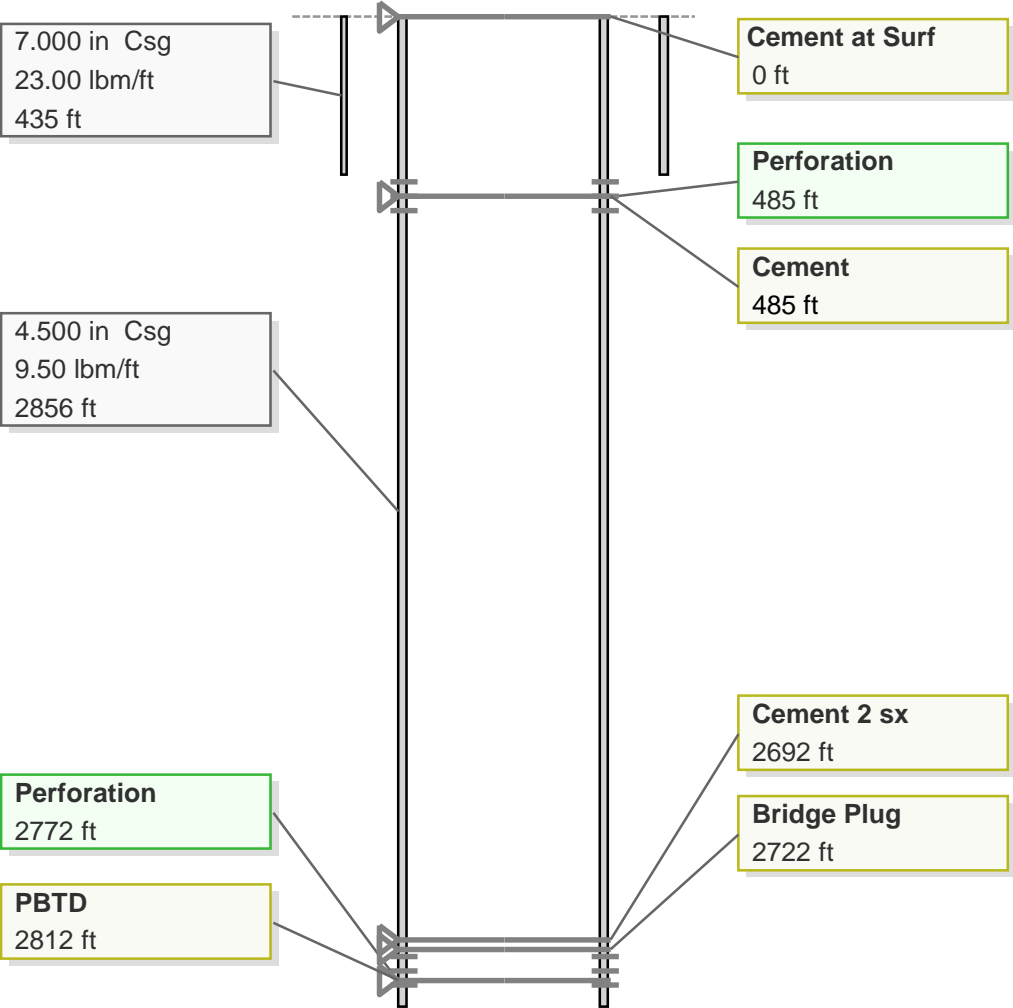 7.000 in  Csg
23.00 lbm/ft
435 ft
Cement at Surf
0 ft
Perforation
485 ft
Cement
485 ft
4.500 in  Csg
9.50 lbm/ft
2856 ft
Cement 2 sx
2692 ft
Perforation
2772 ft
Bridge Plug
2722 ft
PBTD
2812 ft